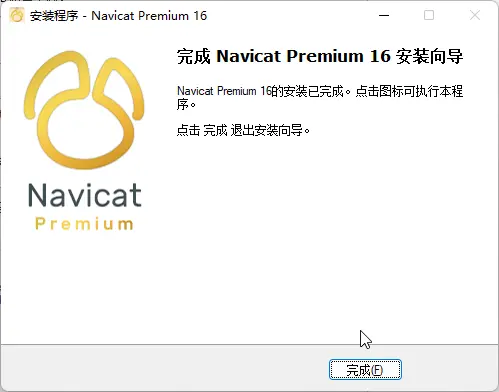 安装程序 - Navicat Premium 16
完成 Navicat Premium 16 安装向导
Navicat Premium 16的安装已完成。点击图标可执行本程
序。
点击 完成 退出安装向导。
Navicat
Premium
完成(F)